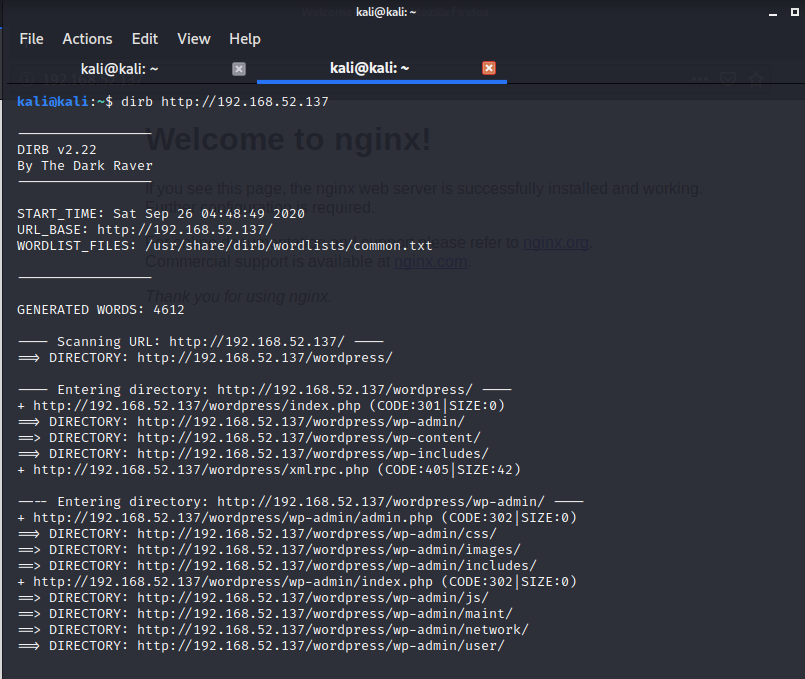 kali@kali: ~
File Actions Edit View Help
kali@kali: ~
kali@kali: ~
kali@kali:~$ dirb http://192.168.52.137
-----------------
DIRB v2.22
By The Dark Raver
-----------------
START_TIME: Sat Sep 26 04:48:49 2020
URL_BASE: http://192.168.52.137/
WORDLIST_FILES: /usr/share/dirb/wordlists/common.txt
-----------------
GENERATED WORDS: 4612
---- Scanning URL: http://192.168.52.137/ ----
==> DIRECTORY: http://192.168.52.137/wordpress/
---- Entering directory: http://192.168.52.137/wordpress/ ----
+ http://192.168.52.137/wordpress/index.php (CODE:301|SIZE:0)
==> DIRECTORY: http://192.168.52.137/wordpress/wp-admin/
==> DIRECTORY: http://192.168.52.137/wordpress/wp-content/
==> DIRECTORY: http://192.168.52.137/wordpress/wp-includes/
+ http://192.168.52.137/wordpress/xmlrpc.php (CODE:405|SIZE:42)
---- Entering directory: http://192.168.52.137/wordpress/wp-admin/ ----
+ http://192.168.52.137/wordpress/wp-admin/admin.php (CODE:302|SIZE:0)
==> DIRECTORY: http://192.168.52.137/wordpress/wp-admin/css/
==> DIRECTORY: http://192.168.52.137/wordpress/wp-admin/images/
==> DIRECTORY: http://192.168.52.137/wordpress/wp-admin/includes/
+ http://192.168.52.137/wordpress/wp-admin/index.php (CODE:302|SIZE:0)
==> DIRECTORY: http://192.168.52.137/wordpress/wp-admin/js/
==> DIRECTORY: http://192.168.52.137/wordpress/wp-admin/maint/
==> DIRECTORY: http://192.168.52.137/wordpress/wp-admin/network/
==> DIRECTORY: http://192.168.52.137/wordpress/wp-admin/user/
Welcome to nginx!
If you see this page, the nginx web server is successfully installed and working.
Further configuration is required.
please refer to nginx.org.
Commercial support is available at nginx.com.
Thank you for using nginx.